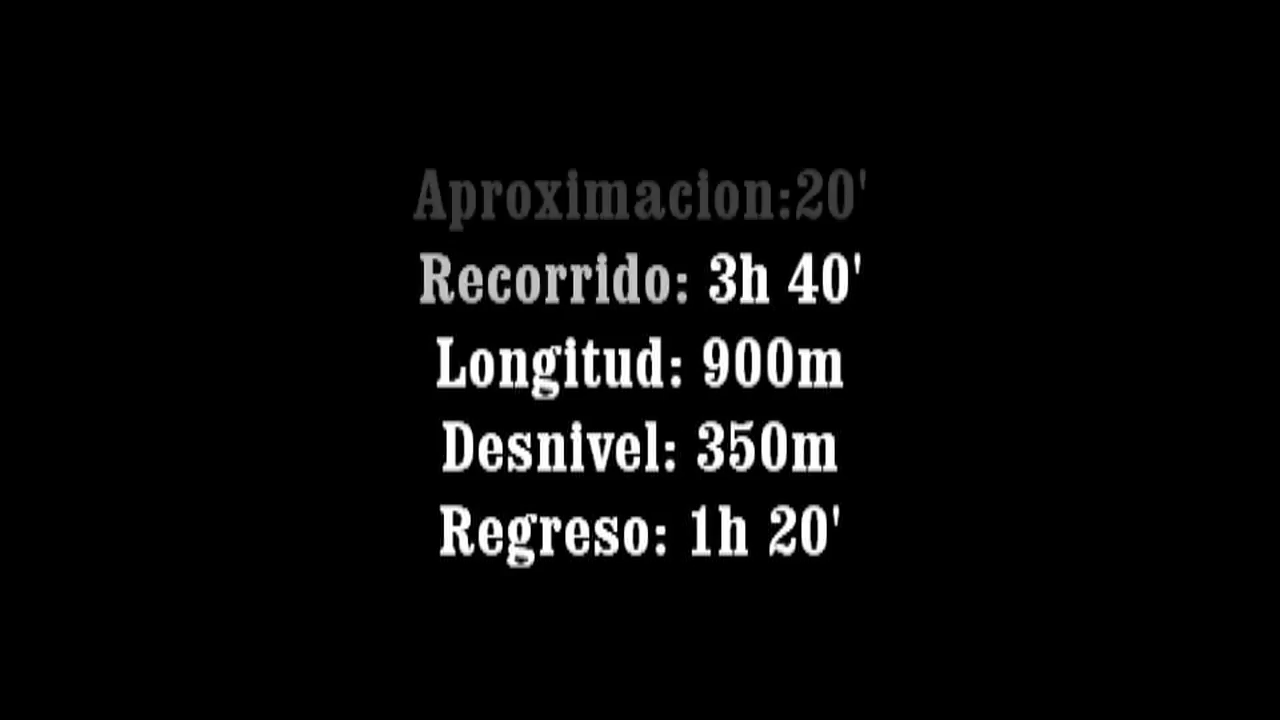 Aproximacion:20'
Recorrido: 3h 40'
Longitud: 900m
Desnivel: 350m
Regreso: 1h 20'